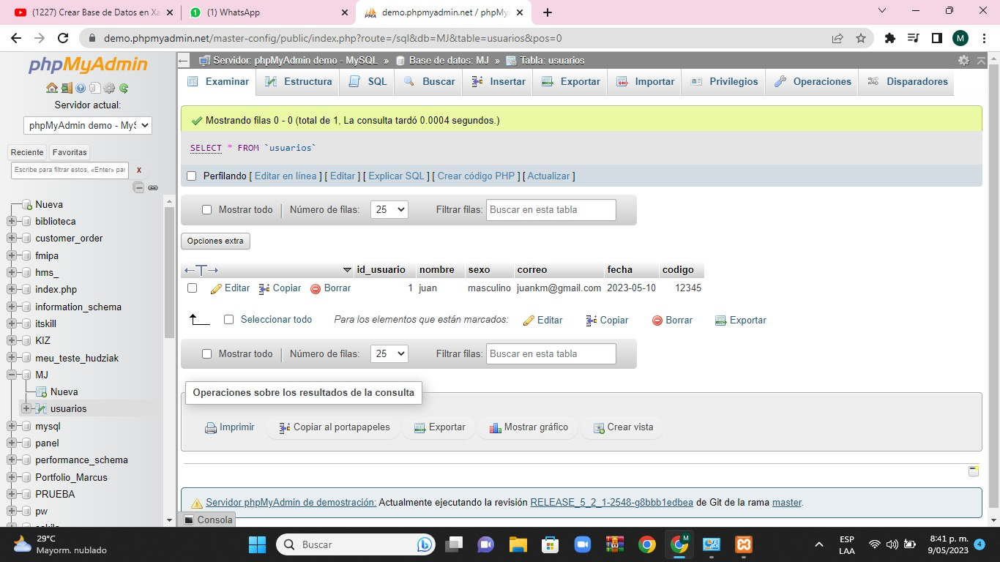 (1227) Crear Base de Datos en Xa
(1) WhatsApp
demo.phpmyadmin.net / phpMy
demo.phpmyadmin.net/master-config/public/index.php?route=/sql&db=MJ&table=usuarios&pos=0
M
phpMyAdmin
Servidor actual:
phpMyAdmin demo - MyS
Reciente Favoritas
Escribe para filtrar estos, «Enter» par X
Nueva
biblioteca
customer_order
fmipa
hms_
index.php
information_schema
itskill
KIZ
meu_teste_hudziak
MJ
Nueva
usuarios
mysql
panel
performance_schema
Portfolio_Marcus
PRUEBA
pw
Servidor: phpMyAdmin demo - MySQL » Base de datos: MJ » Tabla: usuarios
Examinar Estructura SQL Buscar Insertar Exportar Importar Privilegios Operaciones Disparadores
Mostrando filas 0 - 0 (total de 1, La consulta tardó 0.0004 segundos.)
SELECT * FROM `usuarios`
Perfilando [ Editar en línea ] [ Editar ] [ Explicar SQL ] [ Crear código PHP ] [ Actualizar ]
Mostrar todo Número de filas: 25 Filtrar filas: Buscar en esta tabla
Opciones extra
←T→ id_usuario nombre sexo correo fecha codigo
Editar Copiar Borrar 1 juan masculino juankm@gmail.com 2023-05-10 12345
Seleccionar todo Para los elementos que están marcados: Editar Copiar Borrar Exportar
Mostrar todo Número de filas: 25 Filtrar filas: Buscar en esta tabla
Operaciones sobre los resultados de la consulta
Imprimir Copiar al portapapeles Exportar Mostrar gráfico Crear vista
Servidor phpMyAdmin de demostración: Actualmente ejecutando la revisión RELEASE_5_2_1-2548-g8bbb1edbea de Git de la rama master.
Consola
29°C
Mayorm. nublado
Buscar
ESP
LAA
8:41 p. m.
9/05/2023
4